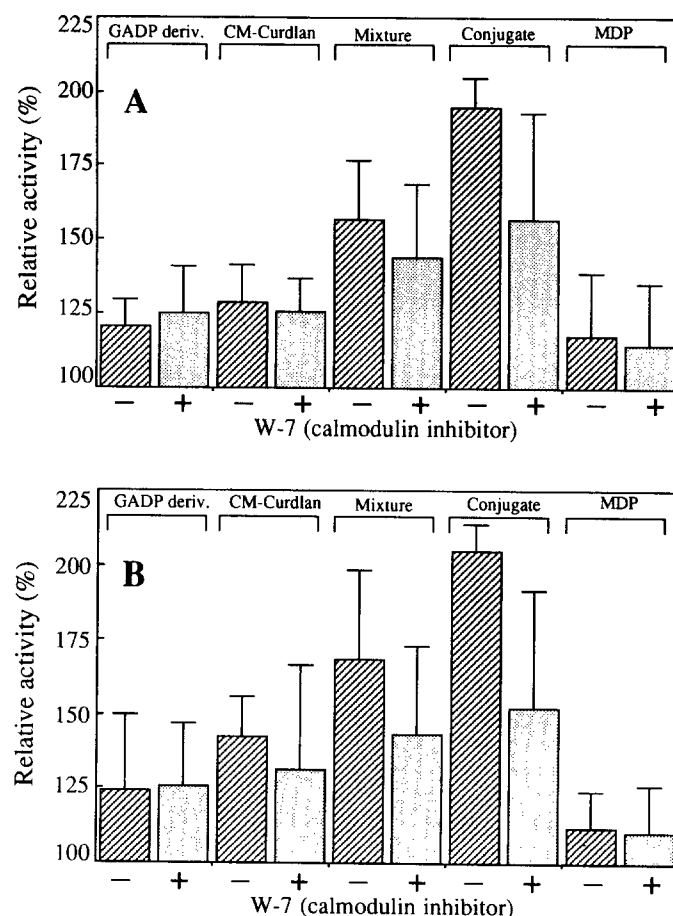 225
GADP deriv. CM-Curdlan Mixture Conjugate MDP
A
200
175
150
125
100
Relative activity (%)
− + − + − + − + − +
W-7 (calmodulin inhibitor)
225
GADP deriv. CM-Curdlan Mixture Conjugate MDP
B
200
175
150
125
100
Relative activity (%)
− + − + − + − + − +
W-7 (calmodulin inhibitor)